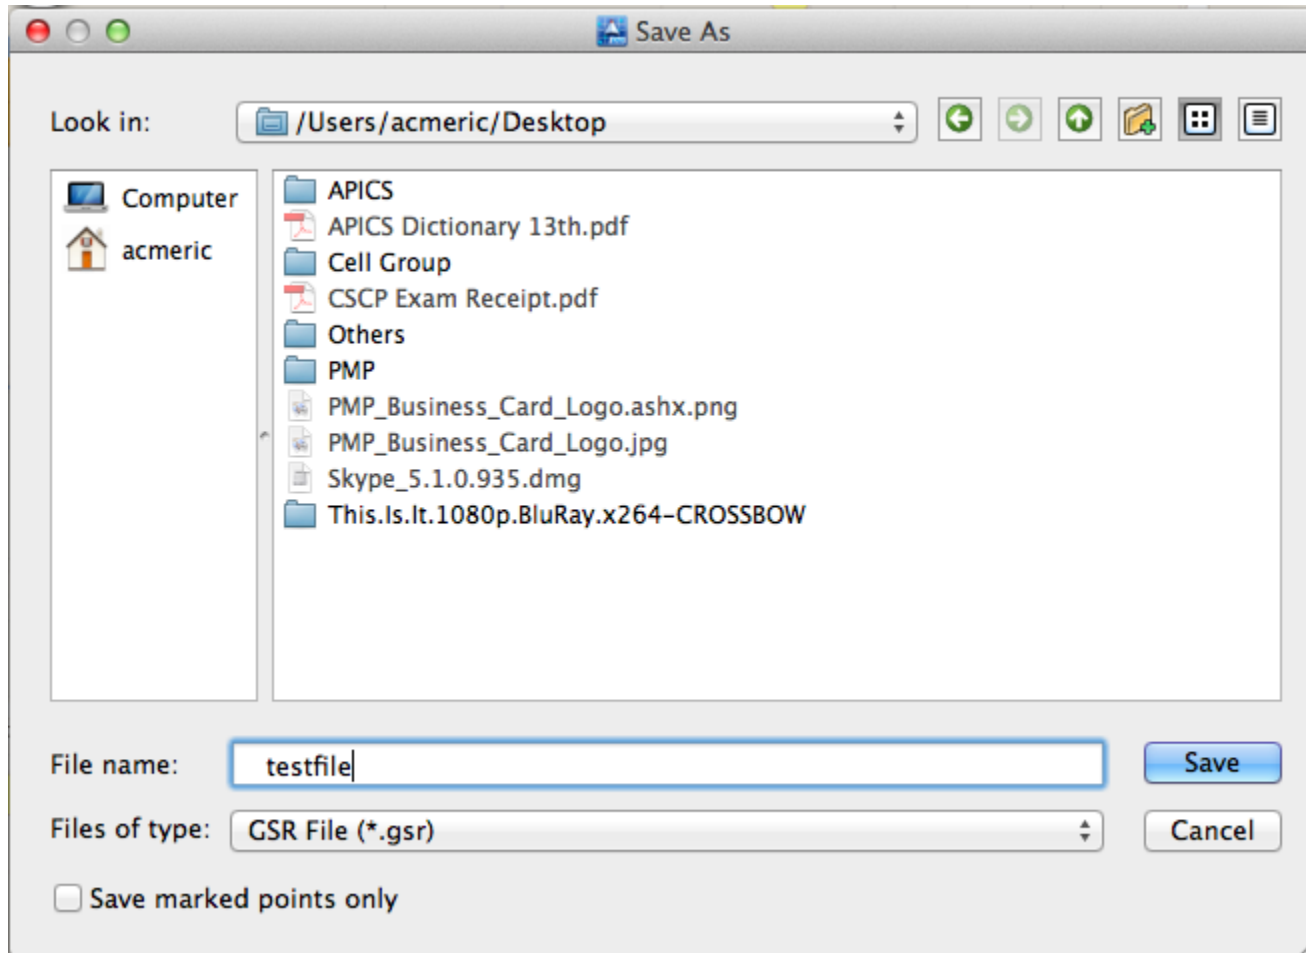 Save As
Look in:
/Users/acmeric/Desktop
Computer
acmeric
APICS
APICS Dictionary 13th.pdf
Cell Group
CSCP Exam Receipt.pdf
Others
PMP
PMP_Business_Card_Logo.ashx.png
PMP_Business_Card_Logo.jpg
Skype_5.1.0.935.dmg
This.Is.It.1080p.BluRay.x264-CROSSBOW
File name:
testfile
Save
Files of type:
GSR File (*.gsr)
Cancel
Save marked points only